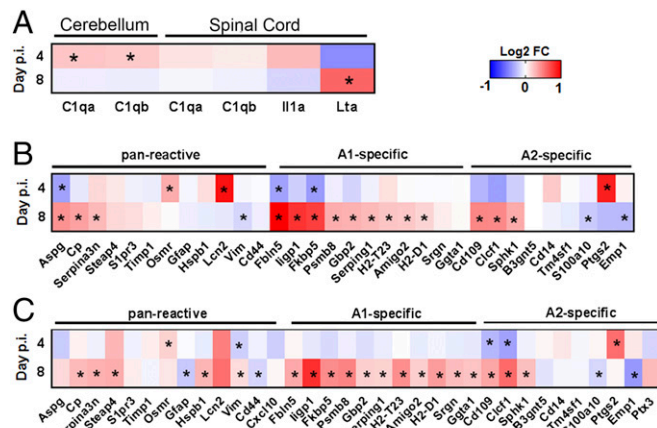 A
Cerebellum Spinal Cord
Day p.i.
4 * *
8 *
C1qa C1qb C1qa C1qb Il1a Lta
Log2 FC
-1 1
B
pan-reactive A1-specific A2-specific
Day p.i.
4 * * * * * *
8 * * * * * * * * * * * * * * * * * *
Aspg Cp Serpina3n Steap4 S1pr3 Timp1 Osmr Gfap Hspb1 Lcn2 Vim Cd44 Fbln5 Iigp1 Fkbp5 Psmb8 Gbp2 Serping1 H2-T23 Amigo2 H2-D1 Srgn Ggta1 Cd109 Clcf1 Sphk1 B3gnt5 Cd14 Tm4sf1 S100a10 Ptgs2 Emp1
C
pan-reactive A1-specific A2-specific
Day p.i.
4 * * * * *
8 * * * * * * * * * * * * * * * * * * * * * * *
Aspg Cp Serpina3n Steap4 S1pr3 Timp1 Osmr Gfap Hspb1 Lcn2 Vim Cd44 Cxcl10 Fbln5 Iigp1 Fkbp5 Psmb8 Gbp2 Serping1 H2-T23 Amigo2 H2-D1 Srgn Ggta1 Cd109 Clcf1 Sphk1 B3gnt5 Cd14 Tm4sf1 S100a10 Ptgs2 Emp1 Ptx3